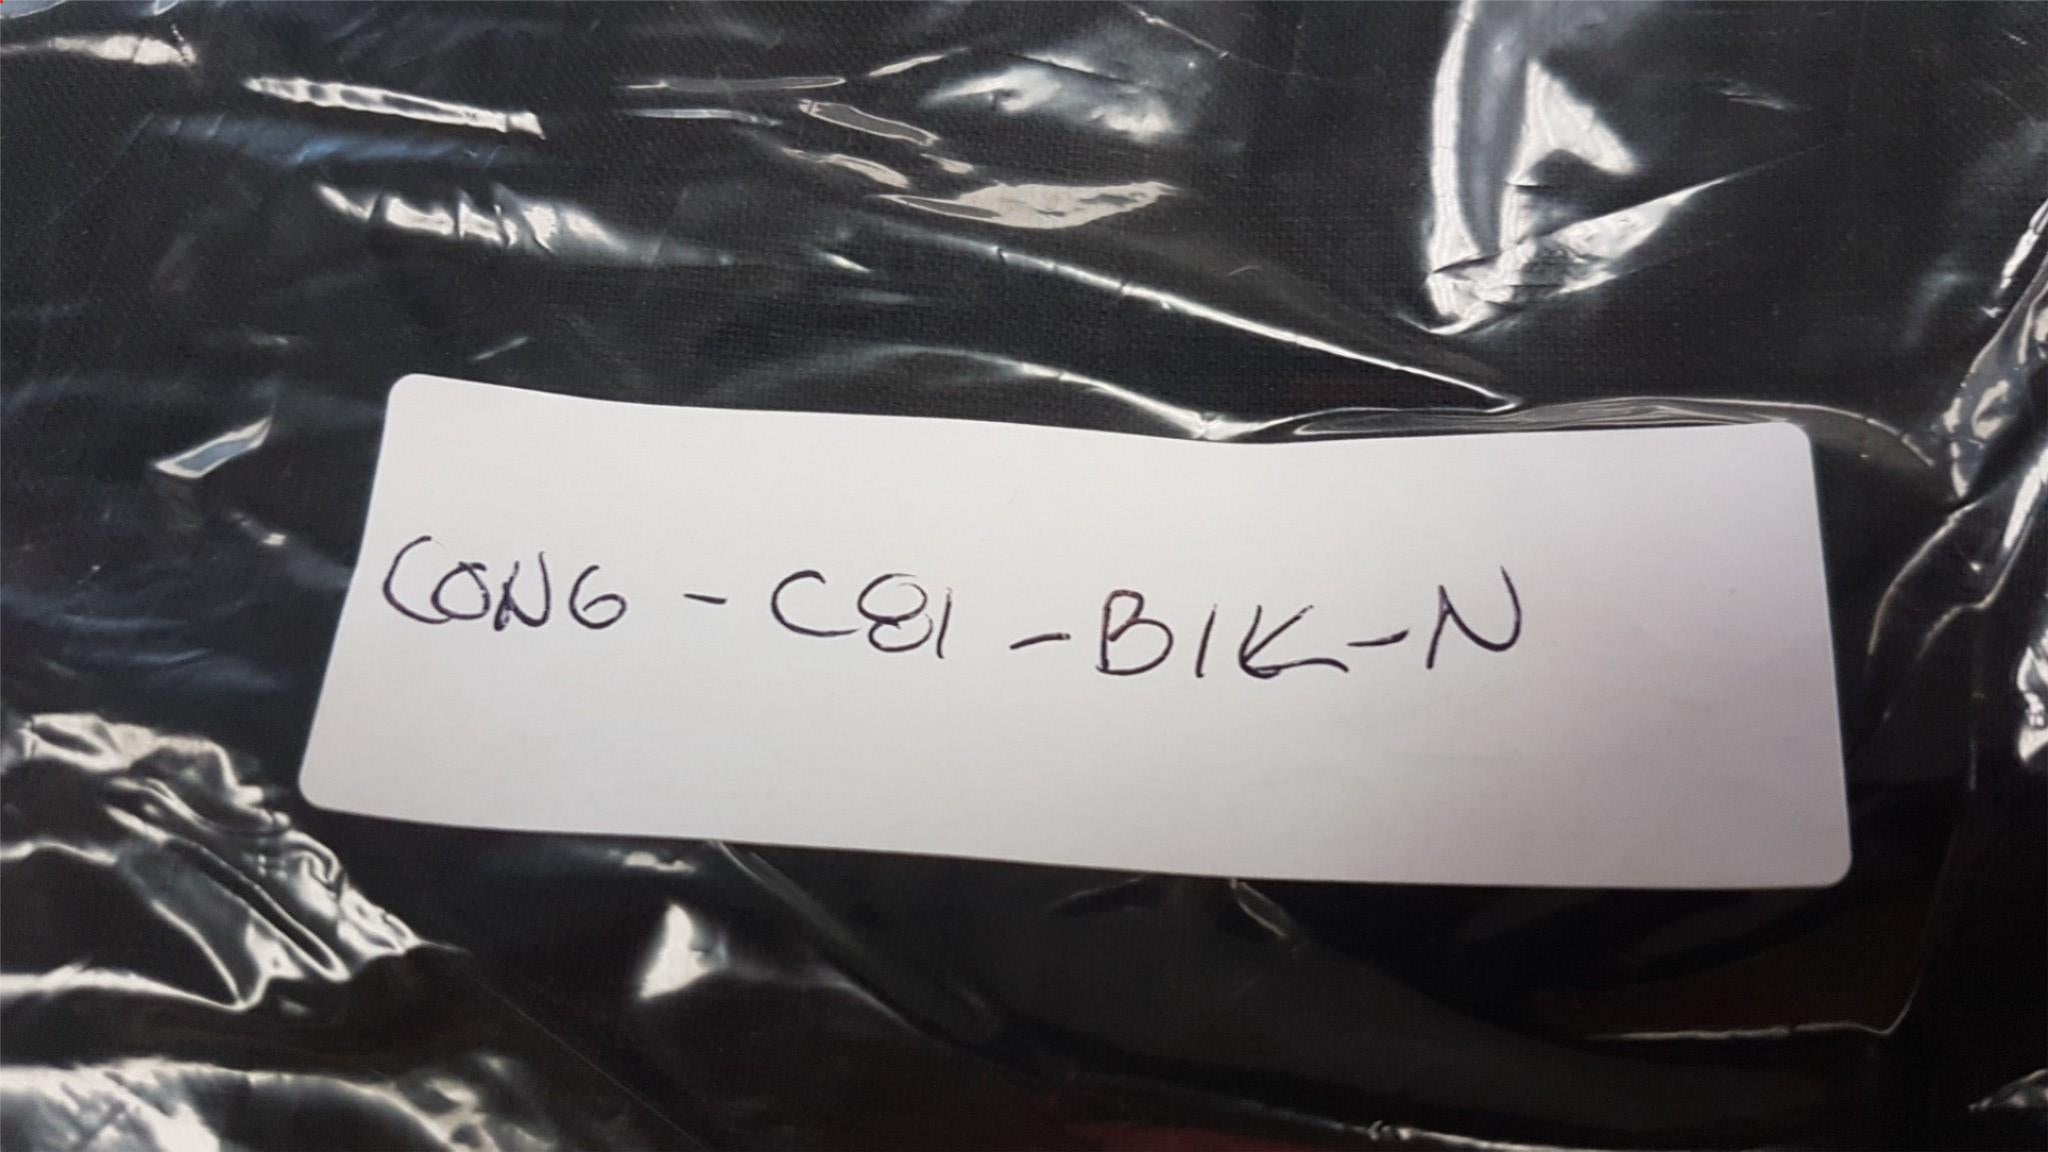 CONG - C81 - BlK - N